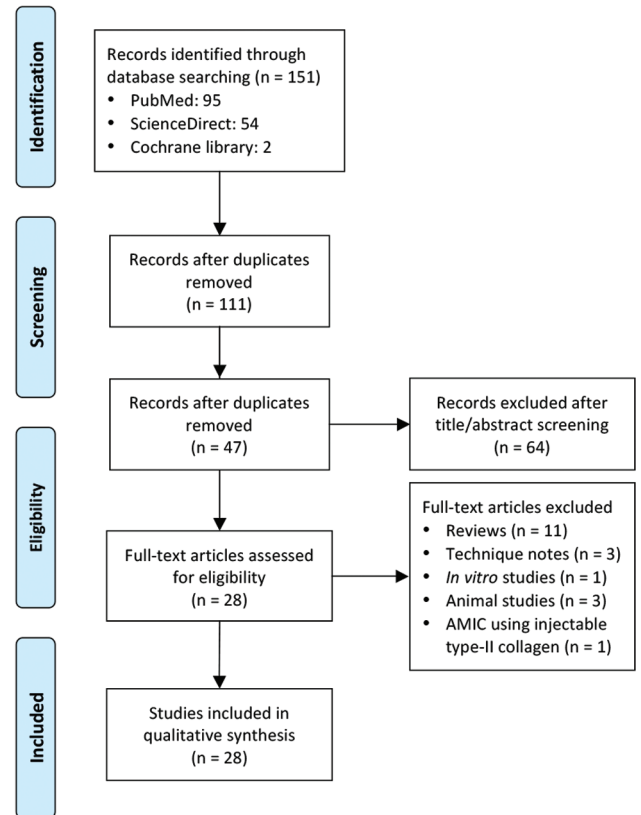 Identification
Records identified through
database searching (n = 151)
• PubMed: 95
• ScienceDirect: 54
• Cochrane library: 2
Screening
Records after duplicates
removed
(n = 111)
Records after duplicates
removed
(n = 47)
Records excluded after
title/abstract screening
(n = 64)
Eligibility
Full-text articles assessed
for eligibility
(n = 28)
Full-text articles excluded
• Reviews (n = 11)
• Technique notes (n = 3)
• In vitro studies (n = 1)
• Animal studies (n = 3)
• AMIC using injectable
type-II collagen (n = 1)
Included
Studies included in
qualitative synthesis
(n = 28)